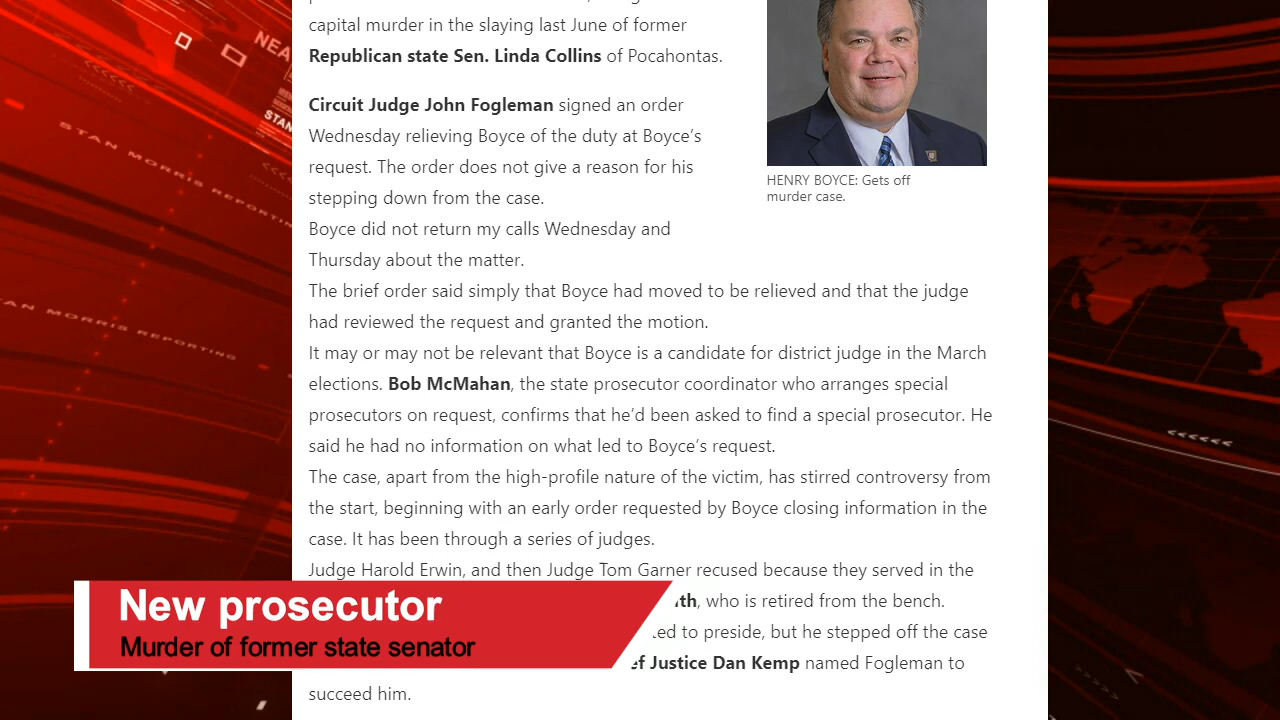 capital murder in the slaying last June of former
Republican state Sen. Linda Collins of Pocahontas.
Circuit Judge John Fogleman signed an order
Wednesday relieving Boyce of the duty at Boyce's
request. The order does not give a reason for his
stepping down from the case.
Boyce did not return my calls Wednesday and
Thursday about the matter.
HENRY BOYCE: Gets off
murder case.
The brief order said simply that Boyce had moved to be relieved and that the judge
had reviewed the request and granted the motion.
It may or may not be relevant that Boyce is a candidate for district judge in the March
elections. Bob McMahan, the state prosecutor coordinator who arranges special
prosecutors on request, confirms that he'd been asked to find a special prosecutor. He
said he had no information on what led to Boyce's request.
The case, apart from the high-profile nature of the victim, has stirred controversy from
the start, beginning with an early order requested by Boyce closing information in the
case. It has been through a series of judges.
Judge Harold Erwin, and then Judge Tom Garner recused because they served in the
who is retired from the bench.
to preside, but he stepped off the case
Justice Dan Kemp named Fogleman to
succeed him.
New prosecutor
Murder of former state senator
STAN MORRIS REPORTING
STAN MORRIS REPORTING
NEA
STAN